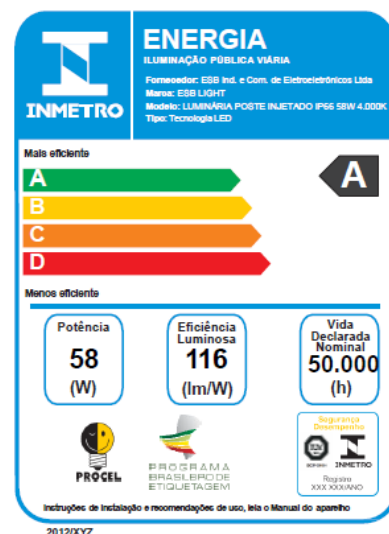 ENERGIA
ILUMINAÇÃO PÚBLICA VIÁRIA
Fornecedor: ESB Ind. e Com. de Eletroeletrônicos Ltda
Marca: ESB LIGHT
Modelo: LUMINÁRIA POSTE INJETADO IP66 58W 4.000K
Tipo: Tecnologia LED
INMETRO
Mais eficiente
A
A
B
C
D
Menos eficiente
Potência
58
(W)
Eficiência
Luminosa
116
(lm/W)
Vida
Declarada
Nominal
50.000
(h)
PROCEL
PROGRAMA
BRASILEIRO DE
ETIQUETAGEM
Segurança
Desempenho
INMETRO
Registro
XXX XXX/ANO
Instruções de instalação e recomendações de uso, leia o Manual do aparelho
2012/XYZ